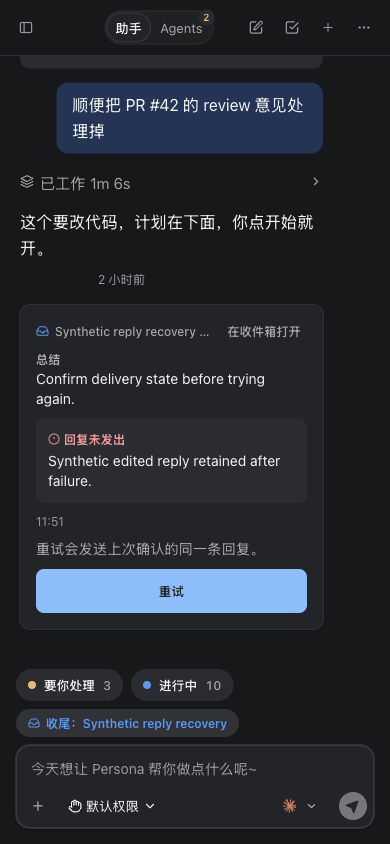 助手
Agents
2
顺便把 PR #42 的 review 意见处
理掉
已工作 1m 6s
这个要改代码，计划在下面，你点开始就
开。
2 小时前
Synthetic reply recovery ...
在收件箱打开
总结
Confirm delivery state before trying
again.
回复未发出
Synthetic edited reply retained after
failure.
11:51
重试会发送上次确认的同一条回复。
重试
要你处理 3
进行中 10
收尾：Synthetic reply recovery
今天想让 Persona 帮你做点什么呢~
默认权限